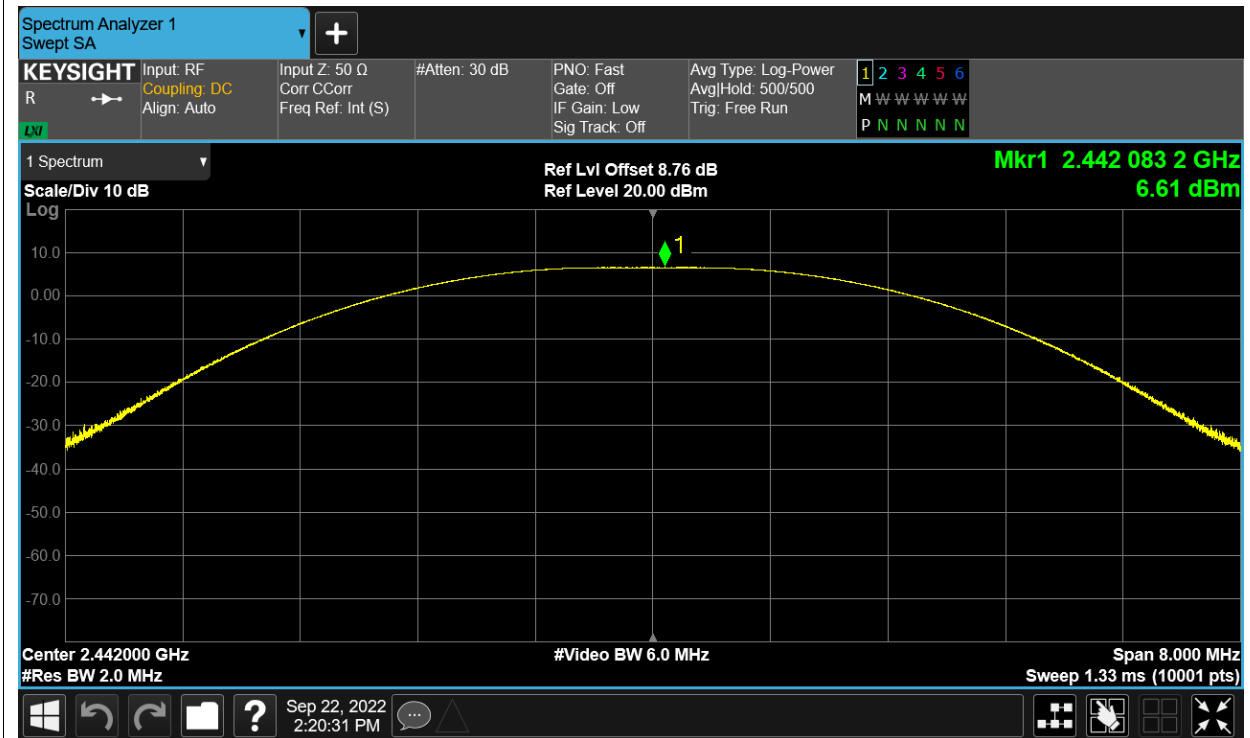 Spectrum Analyzer 1
Swept SA
+
KEYSIGHT
R
LXI
Input: RF
Coupling: DC
Align: Auto
Input Z: 50 Ω
Corr CCorr
Freq Ref: Int (S)
#Atten: 30 dB
PNO: Fast
Gate: Off
IF Gain: Low
Sig Track: Off
Avg Type: Log-Power
Avg|Hold: 500/500
Trig: Free Run
1 2 3 4 5 6
M W W W W W
P N N N N N
1 Spectrum
Scale/Div 10 dB
Log
Ref Lvl Offset 8.76 dB
Ref Level 20.00 dBm
Mkr1 2.442 083 2 GHz
6.61 dBm
1
10.0
0.00
-10.0
-20.0
-30.0
-40.0
-50.0
-60.0
-70.0
Center 2.442000 GHz
#Res BW 2.0 MHz
#Video BW 6.0 MHz
Span 8.000 MHz
Sweep 1.33 ms (10001 pts)
?
Sep 22, 2022
2:20:31 PM